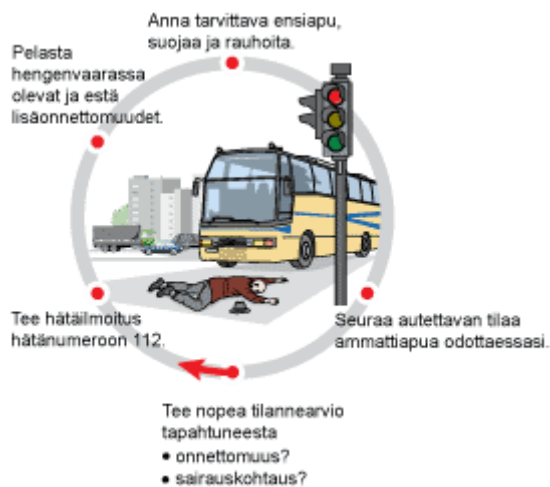 Anna tarvittava ensiapu,
suojaa ja rauhoita.
Pelasta
hengenvaarassa
olevat ja estä
lisäonnettomuudet.
Tee hätäilmoitus
hätänumeroon 112.
Seuraa autettavan tilaa
ammattiapua odottaessasi.
Tee nopea tilannearvio
tapahtuneesta
• onnettomuus?
• sairauskohtaus?